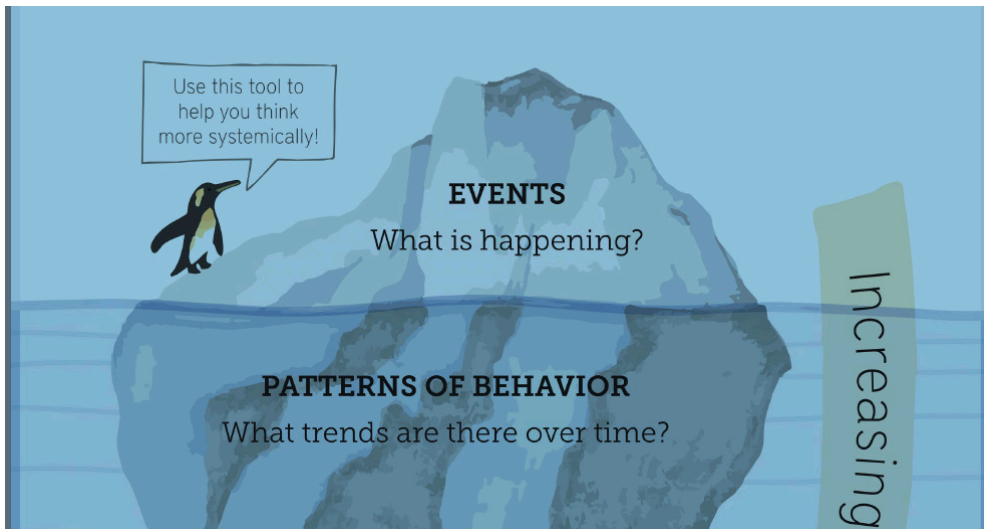 Use this tool to
help you think
more systemically!
EVENTS
What is happening?
PATTERNS OF BEHAVIOR
What trends are there over time?
Increasing